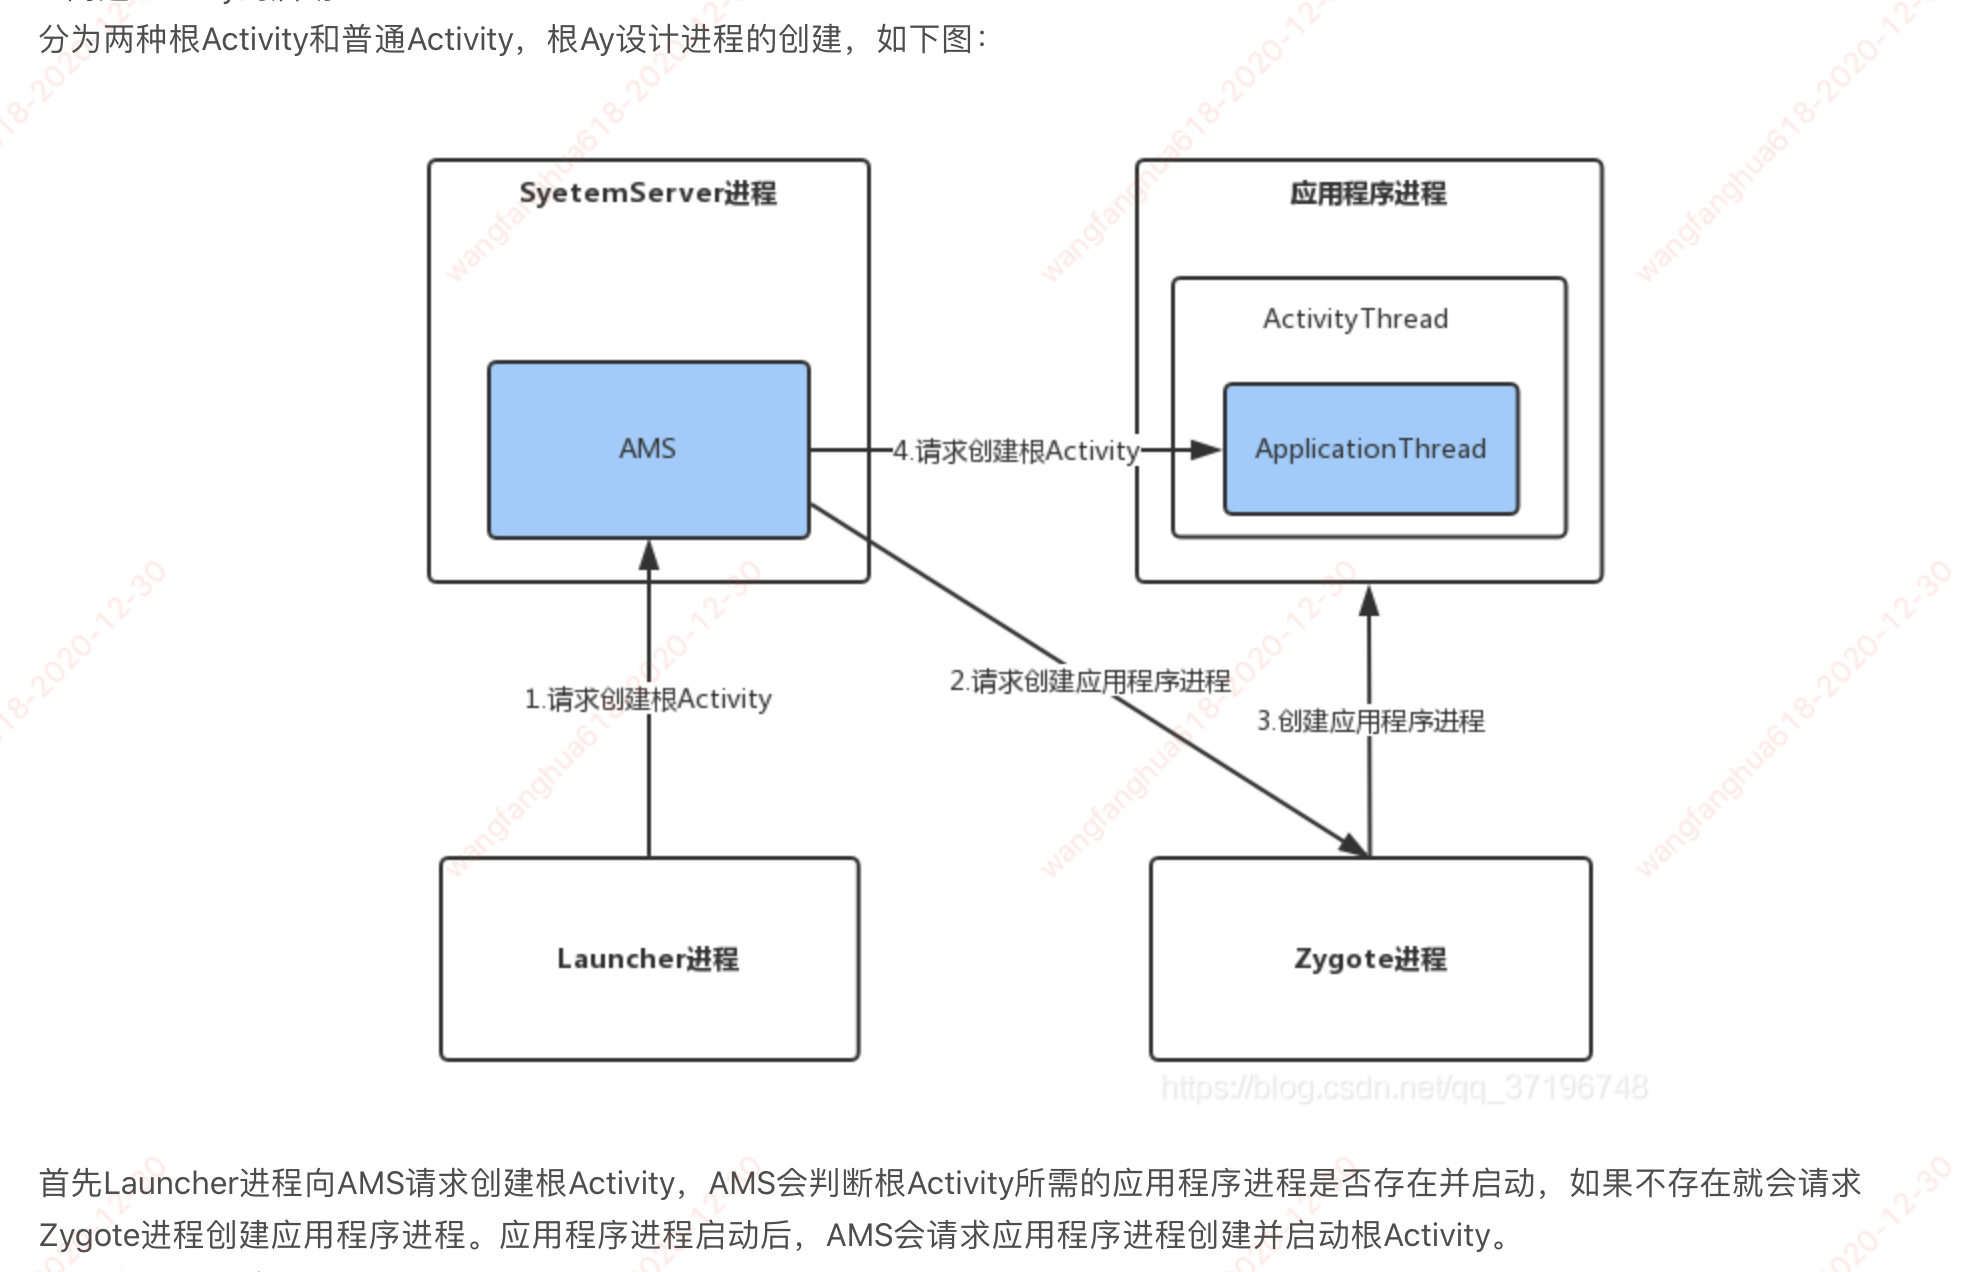 分为两种根Activity和普通Activity，根Ay设计进程的创建，如下图：
SyetemServer进程
应用程序进程
ActivityThread
AMS
4.请求创建根Activity
ApplicationThread
1.请求创建根Activity
2.请求创建应用程序进程
3.创建应用程序进程
Launcher进程
Zygote进程
https://blog.csdn.net/qq_37196748
首先Launcher进程向AMS请求创建根Activity，AMS会判断根Activity所需的应用程序进程是否存在并启动，如果不存在就会请求
Zygote进程创建应用程序进程。应用程序进程启动后，AMS会请求应用程序进程创建并启动根Activity。
wangfanghua618-2020-12-30
wangfanghua618-2020-12-30
wangfanghua618-2020-12-30